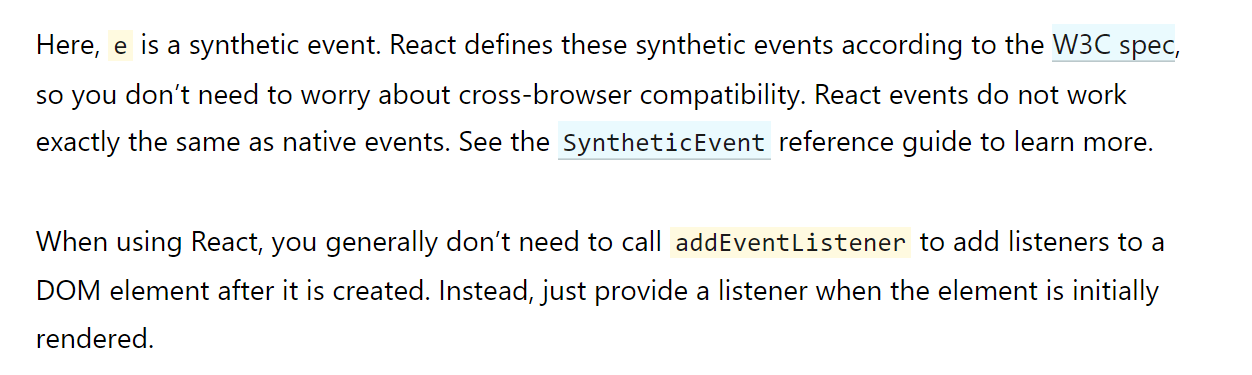 Here, e is a synthetic event. React defines these synthetic events according to the W3C spec,
so you don’t need to worry about cross-browser compatibility. React events do not work
exactly the same as native events. See the SyntheticEvent reference guide to learn more.
When using React, you generally don’t need to call addEventListener to add listeners to a
DOM element after it is created. Instead, just provide a listener when the element is initially
rendered.